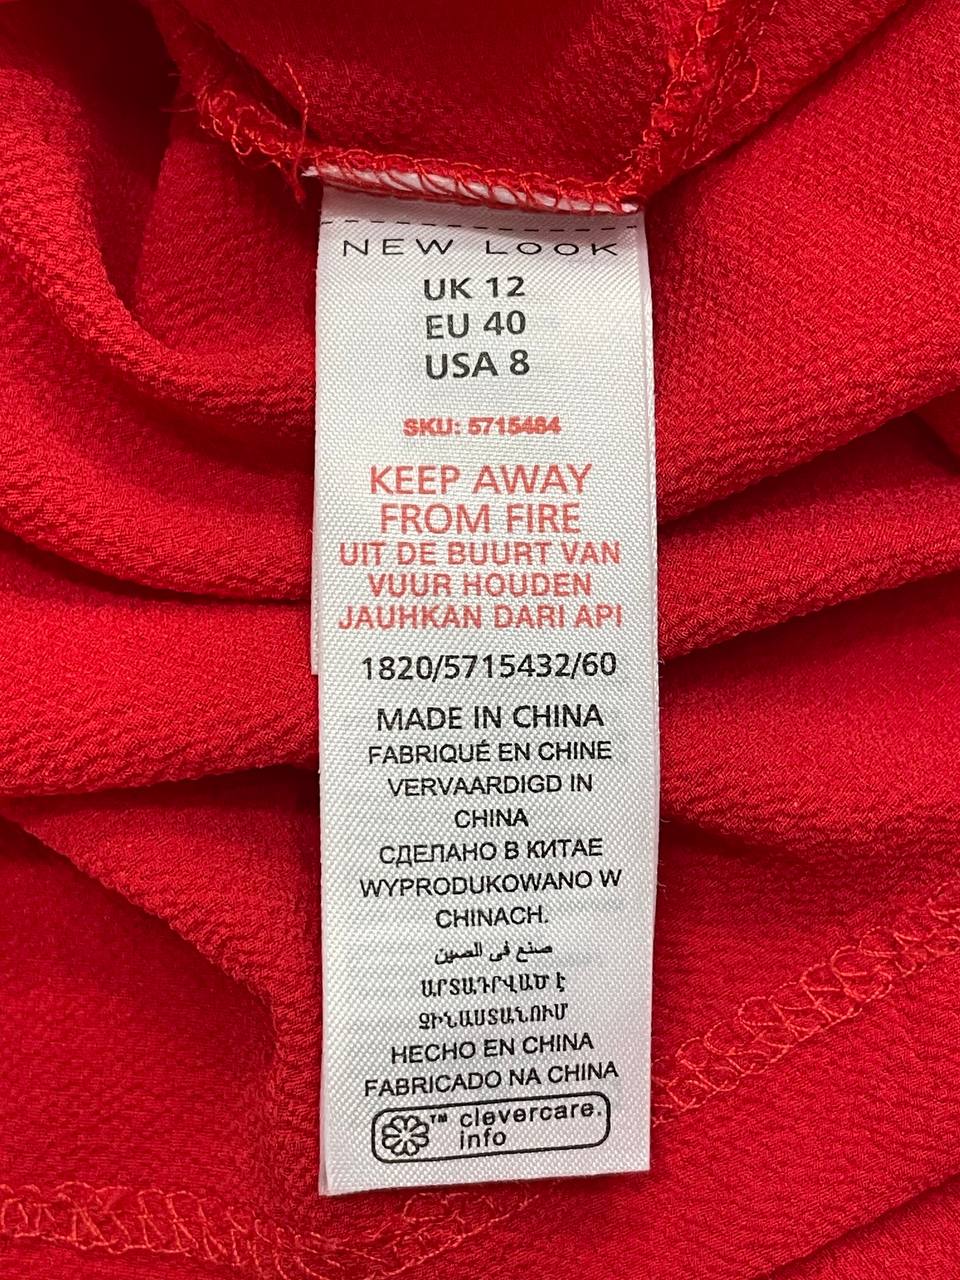 NEW LOOK
UK 12
EU 40
USA 8
SKU: 5715484
KEEP AWAY
FROM FIRE
UIT DE BUURT VAN
VUUR HOUDEN
JAUHKAN DARI API
1820/5715432/60
MADE IN CHINA
FABRIQUÉ EN CHINE
VERVAARDIGD IN
CHINA
СДЕЛАНО В КИТАЕ
WYPRODUKOWANO W
CHINACH.
صنع في الصين
ԱՐՏԱԴՐՎԱԾ Է
ՉԻՆԱՍՏԱՆՈՒՄ
HECHO EN CHINA
FABRICADO NA CHINA
™ clevercare.
info